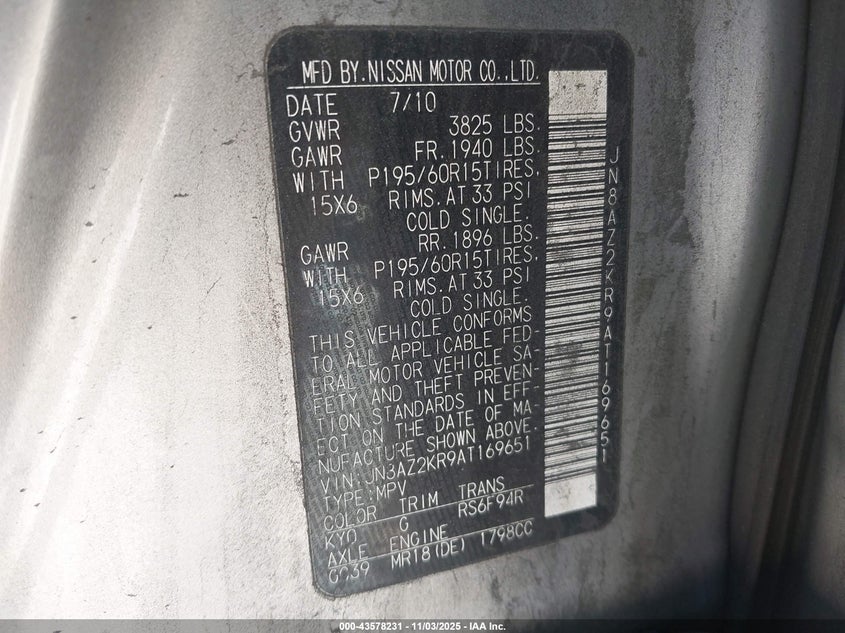 MFD BY.NISSAN MOTOR CO.,LTD.
DATE 7/10
GVWR 3825 LBS.
GAWR FR.1940 LBS.
WITH P195/60R15TIRES,
15X6 RIMS.AT 33 PSI
COLD SINGLE.
GAWR RR.1896 LBS.
WITH P195/60R15TIRES,
15X6 RIMS.AT 33 PSI
COLD SINGLE.
THIS VEHICLE CONFORMS
TO ALL APPLICABLE FED-
ERAL MOTOR VEHICLE SA-
FETY AND THEFT PREVEN-
TION STANDARDS IN EFF-
ECT ON THE DATE OF MA-
NUFACTURE SHOWN ABOVE.
VIN:JN8AZ2KR9AT169651
TYPE:MPV
COLOR TRIM TRANS
KY0 G RS6F94R
AXLE ENGINE
GG39 MR18(DE) 1798CC
JN8AZ2KR9AT169651
000-43578231 - 11/03/2025 - IAA Inc.